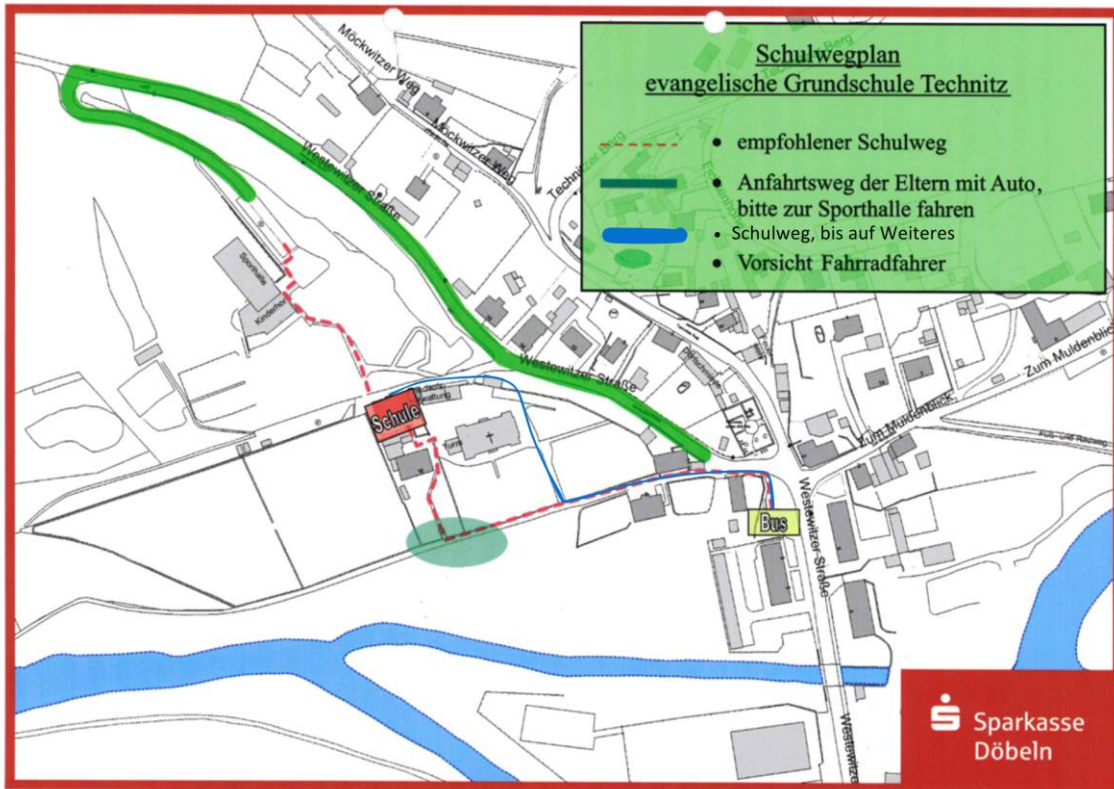 Schulwegplan
evangelische Grundschule Technitz
empfohlener Schulweg
Anfahrtsweg der Eltern mit Auto,
bitte zur Sporthalle fahren
Schulweg, bis auf Weiteres
Vorsicht Fahrradfahrer
Möckwitzer Weg
Möckwitzer Weg
Technitzer Berg
Westewitzer Straße
Sporthalle
Westewitzer Straße
Zum Muldenblick
Zum Muldenblick
Schule
Bus
Westewitzer Straße
Sparkasse
Döbeln